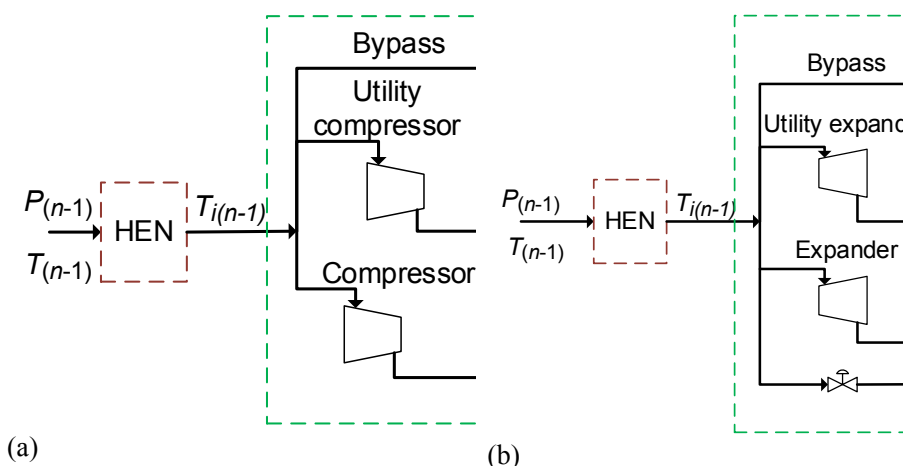 Bypass
Utility
compressor
P(n-1)
HEN
Ti(n-1)
T(n-1)
Compressor
(a)
Bypass
Utility expand
P(n-1)
HEN
Ti(n-1)
T(n-1)
Expander
(b)